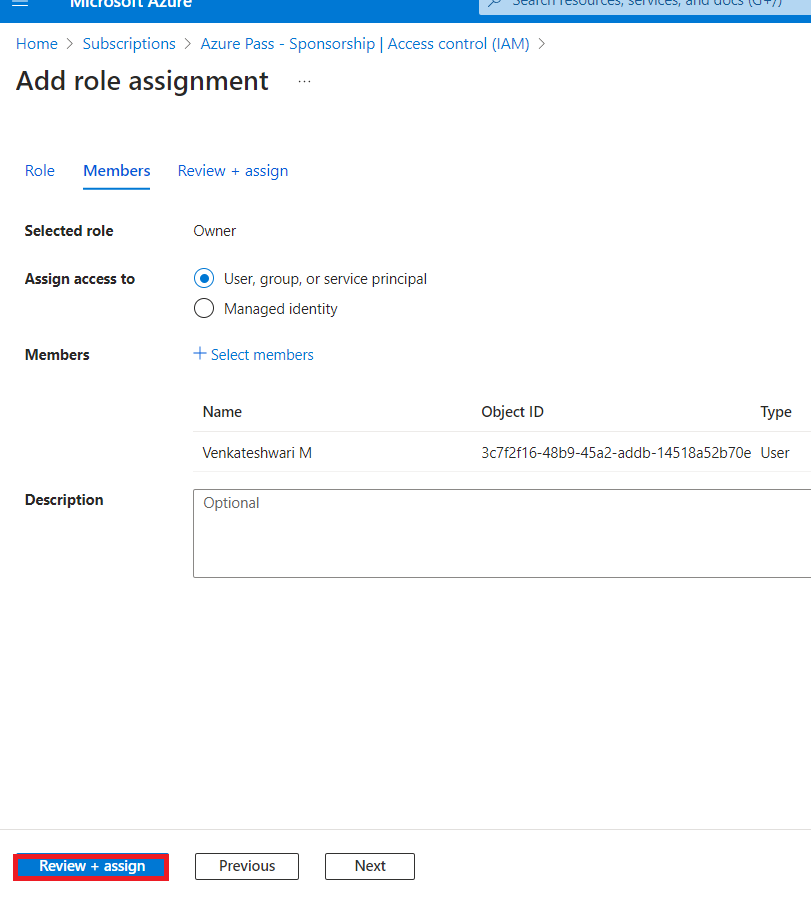 Microsoft Azure
Search resources, services, and docs (G+/)
Home > Subscriptions > Azure Pass - Sponsorship | Access control (IAM) >
Add role assignment ...
Role Members Review + assign
Selected role Owner
Assign access to User, group, or service principal
Managed identity
Members + Select members
Name Object ID Type
Venkateshwari M 3c7f2f16-48b9-45a2-addb-14518a52b70e User
Description Optional
Review + assign Previous Next